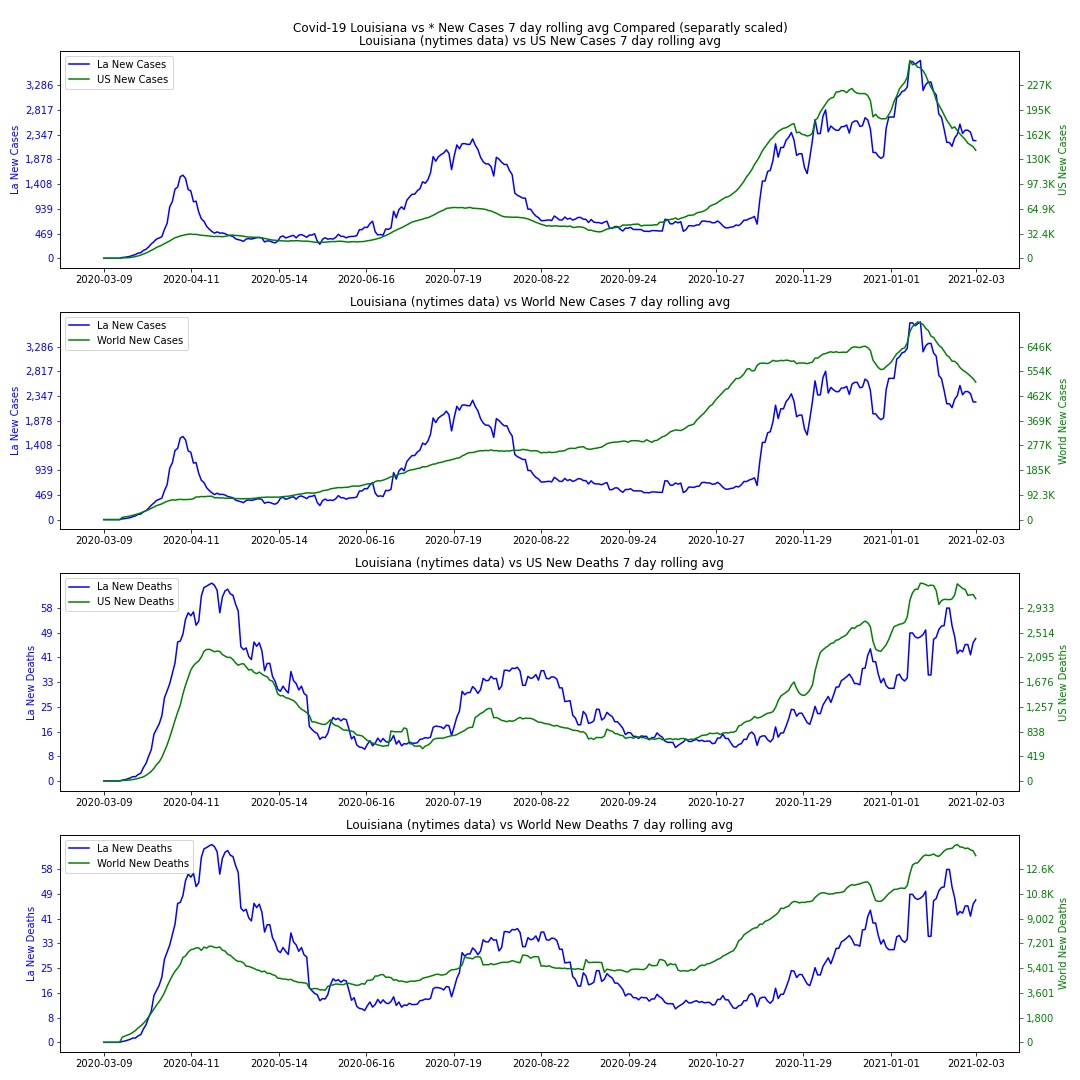 Covid-19 Louisiana vs * New Cases 7 day rolling avg Compared (separatly scaled)
Louisiana (nytimes data) vs US New Cases 7 day rolling avg
La New Cases
US New Cases
3,286
2,817
2,347
1,878
1,408
939
469
0
La New Cases
227K
195K
162K
130K
97.3K
64.9K
32.4K
0
US New Cases
2020-03-09 2020-04-11 2020-05-14 2020-06-16 2020-07-19 2020-08-22 2020-09-24 2020-10-27 2020-11-29 2021-01-01 2021-02-03
Louisiana (nytimes data) vs World New Cases 7 day rolling avg
La New Cases
World New Cases
3,286
2,817
2,347
1,878
1,408
939
469
0
La New Cases
646K
554K
462K
369K
277K
185K
92.3K
0
World New Cases
2020-03-09 2020-04-11 2020-05-14 2020-06-16 2020-07-19 2020-08-22 2020-09-24 2020-10-27 2020-11-29 2021-01-01 2021-02-03
Louisiana (nytimes data) vs US New Deaths 7 day rolling avg
La New Deaths
US New Deaths
58
49
41
33
25
16
8
0
La New Deaths
2,933
2,514
2,095
1,676
1,257
838
419
0
US New Deaths
2020-03-09 2020-04-11 2020-05-14 2020-06-16 2020-07-19 2020-08-22 2020-09-24 2020-10-27 2020-11-29 2021-01-01 2021-02-03
Louisiana (nytimes data) vs World New Deaths 7 day rolling avg
La New Deaths
World New Deaths
58
49
41
33
25
16
8
0
La New Deaths
12.6K
10.8K
9,002
7,201
5,401
3,601
1,800
0
World New Deaths
2020-03-09 2020-04-11 2020-05-14 2020-06-16 2020-07-19 2020-08-22 2020-09-24 2020-10-27 2020-11-29 2021-01-01 2021-02-03